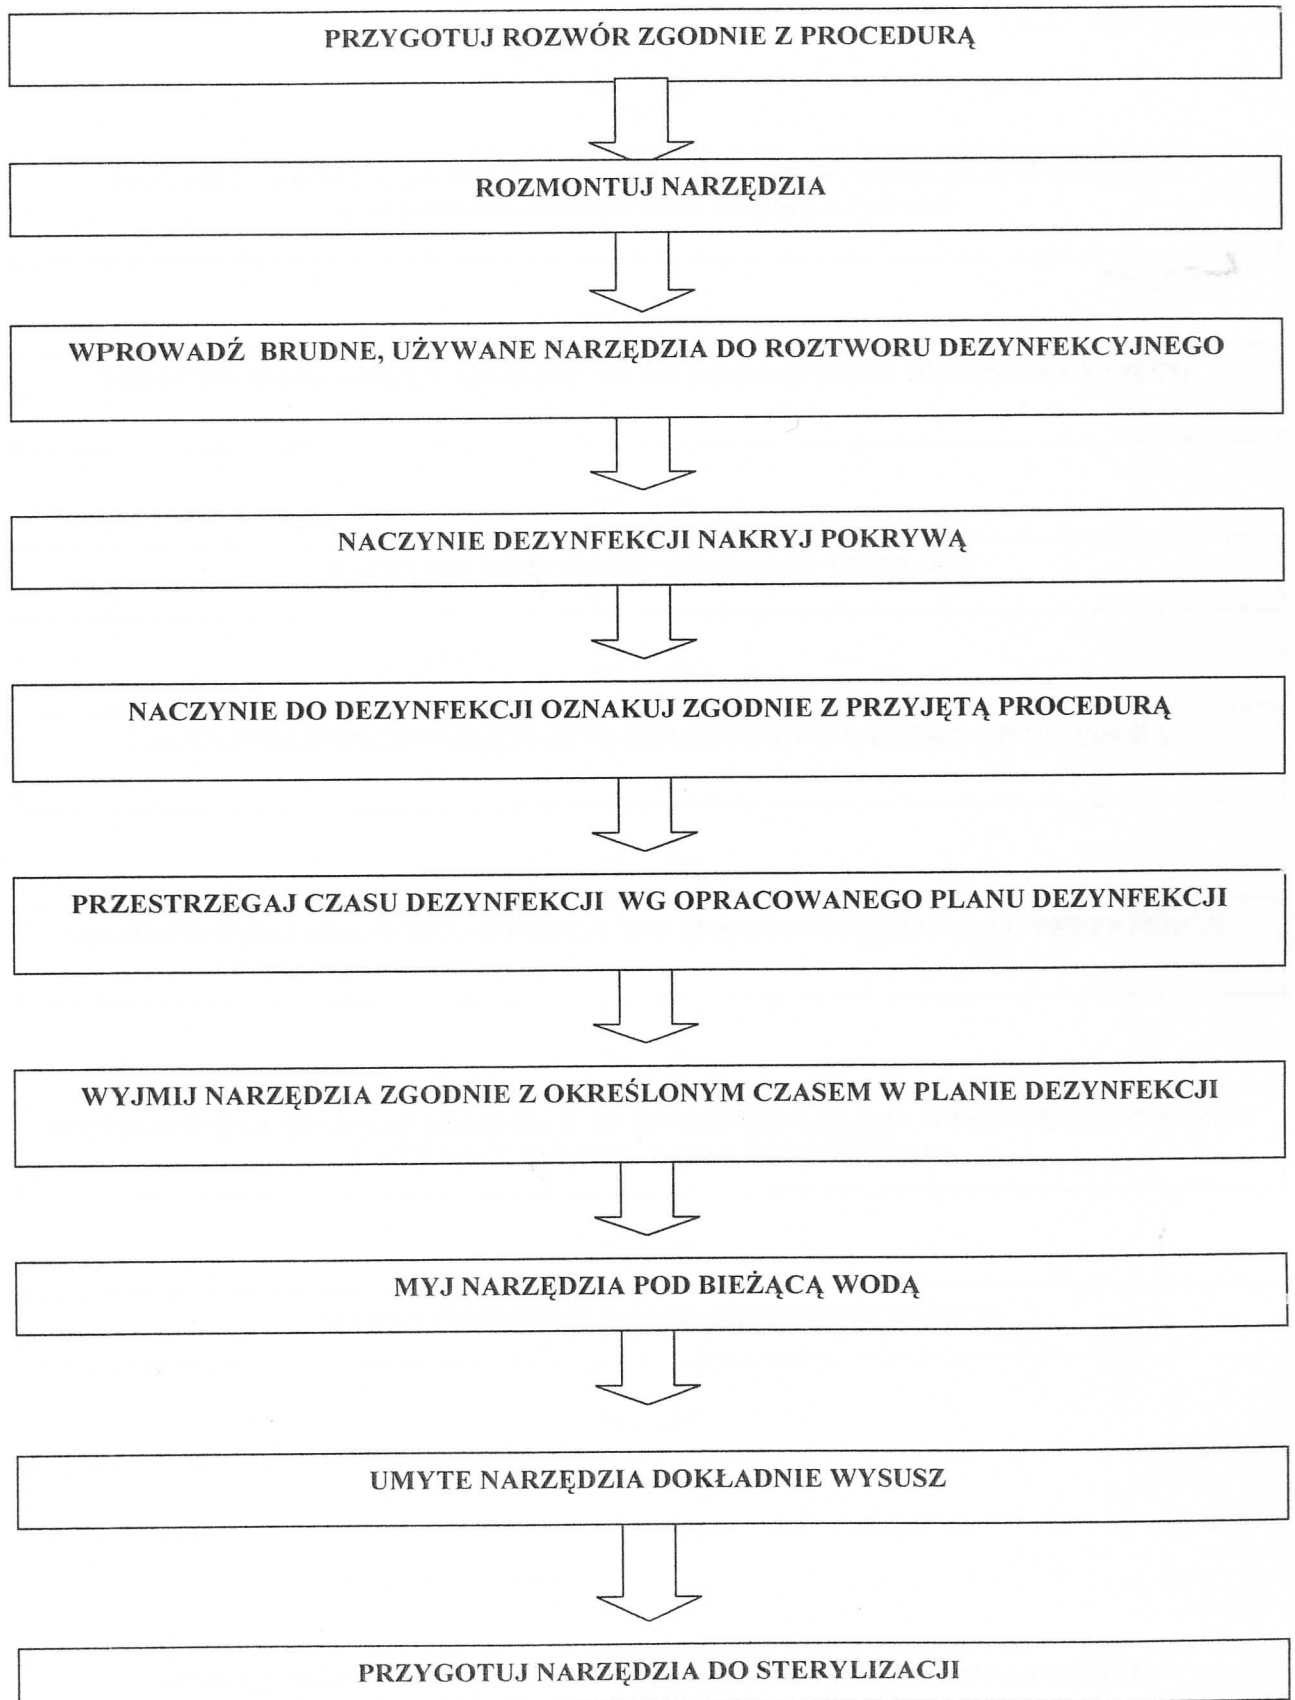 PRZYGOTUJ ROZWÓR ZGODNIE Z PROCEDURĄ
ROZMONTUJ NARZĘDZIA
WPROWADŹ BRUDNE, UŻYWANE NARZĘDZIA DO ROZTWORU DEZYNFEKCYJNEGO
NACZYNIE DEZYNFEKCJI NAKRYJ POKRYWĄ
NACZYNIE DO DEZYNFEKCJI OZNAKUJ ZGODNIE Z PRZYJĘTĄ PROCEDURĄ
PRZESTRZEGAJ CZASU DEZYNFEKCJI WG OPRACOWANEGO PLANU DEZYNFEKCJI
WYJMIJ NARZĘDZIA ZGODNIE Z OKREŚLONYM CZASEM W PLANIE DEZYNFEKCJI
MYJ NARZĘDZIA POD BIEŻĄCĄ WODĄ
UMYTE NARZĘDZIA DOKŁADNIE WYSUSZ
PRZYGOTUJ NARZĘDZIA DO STERYLIZACJI